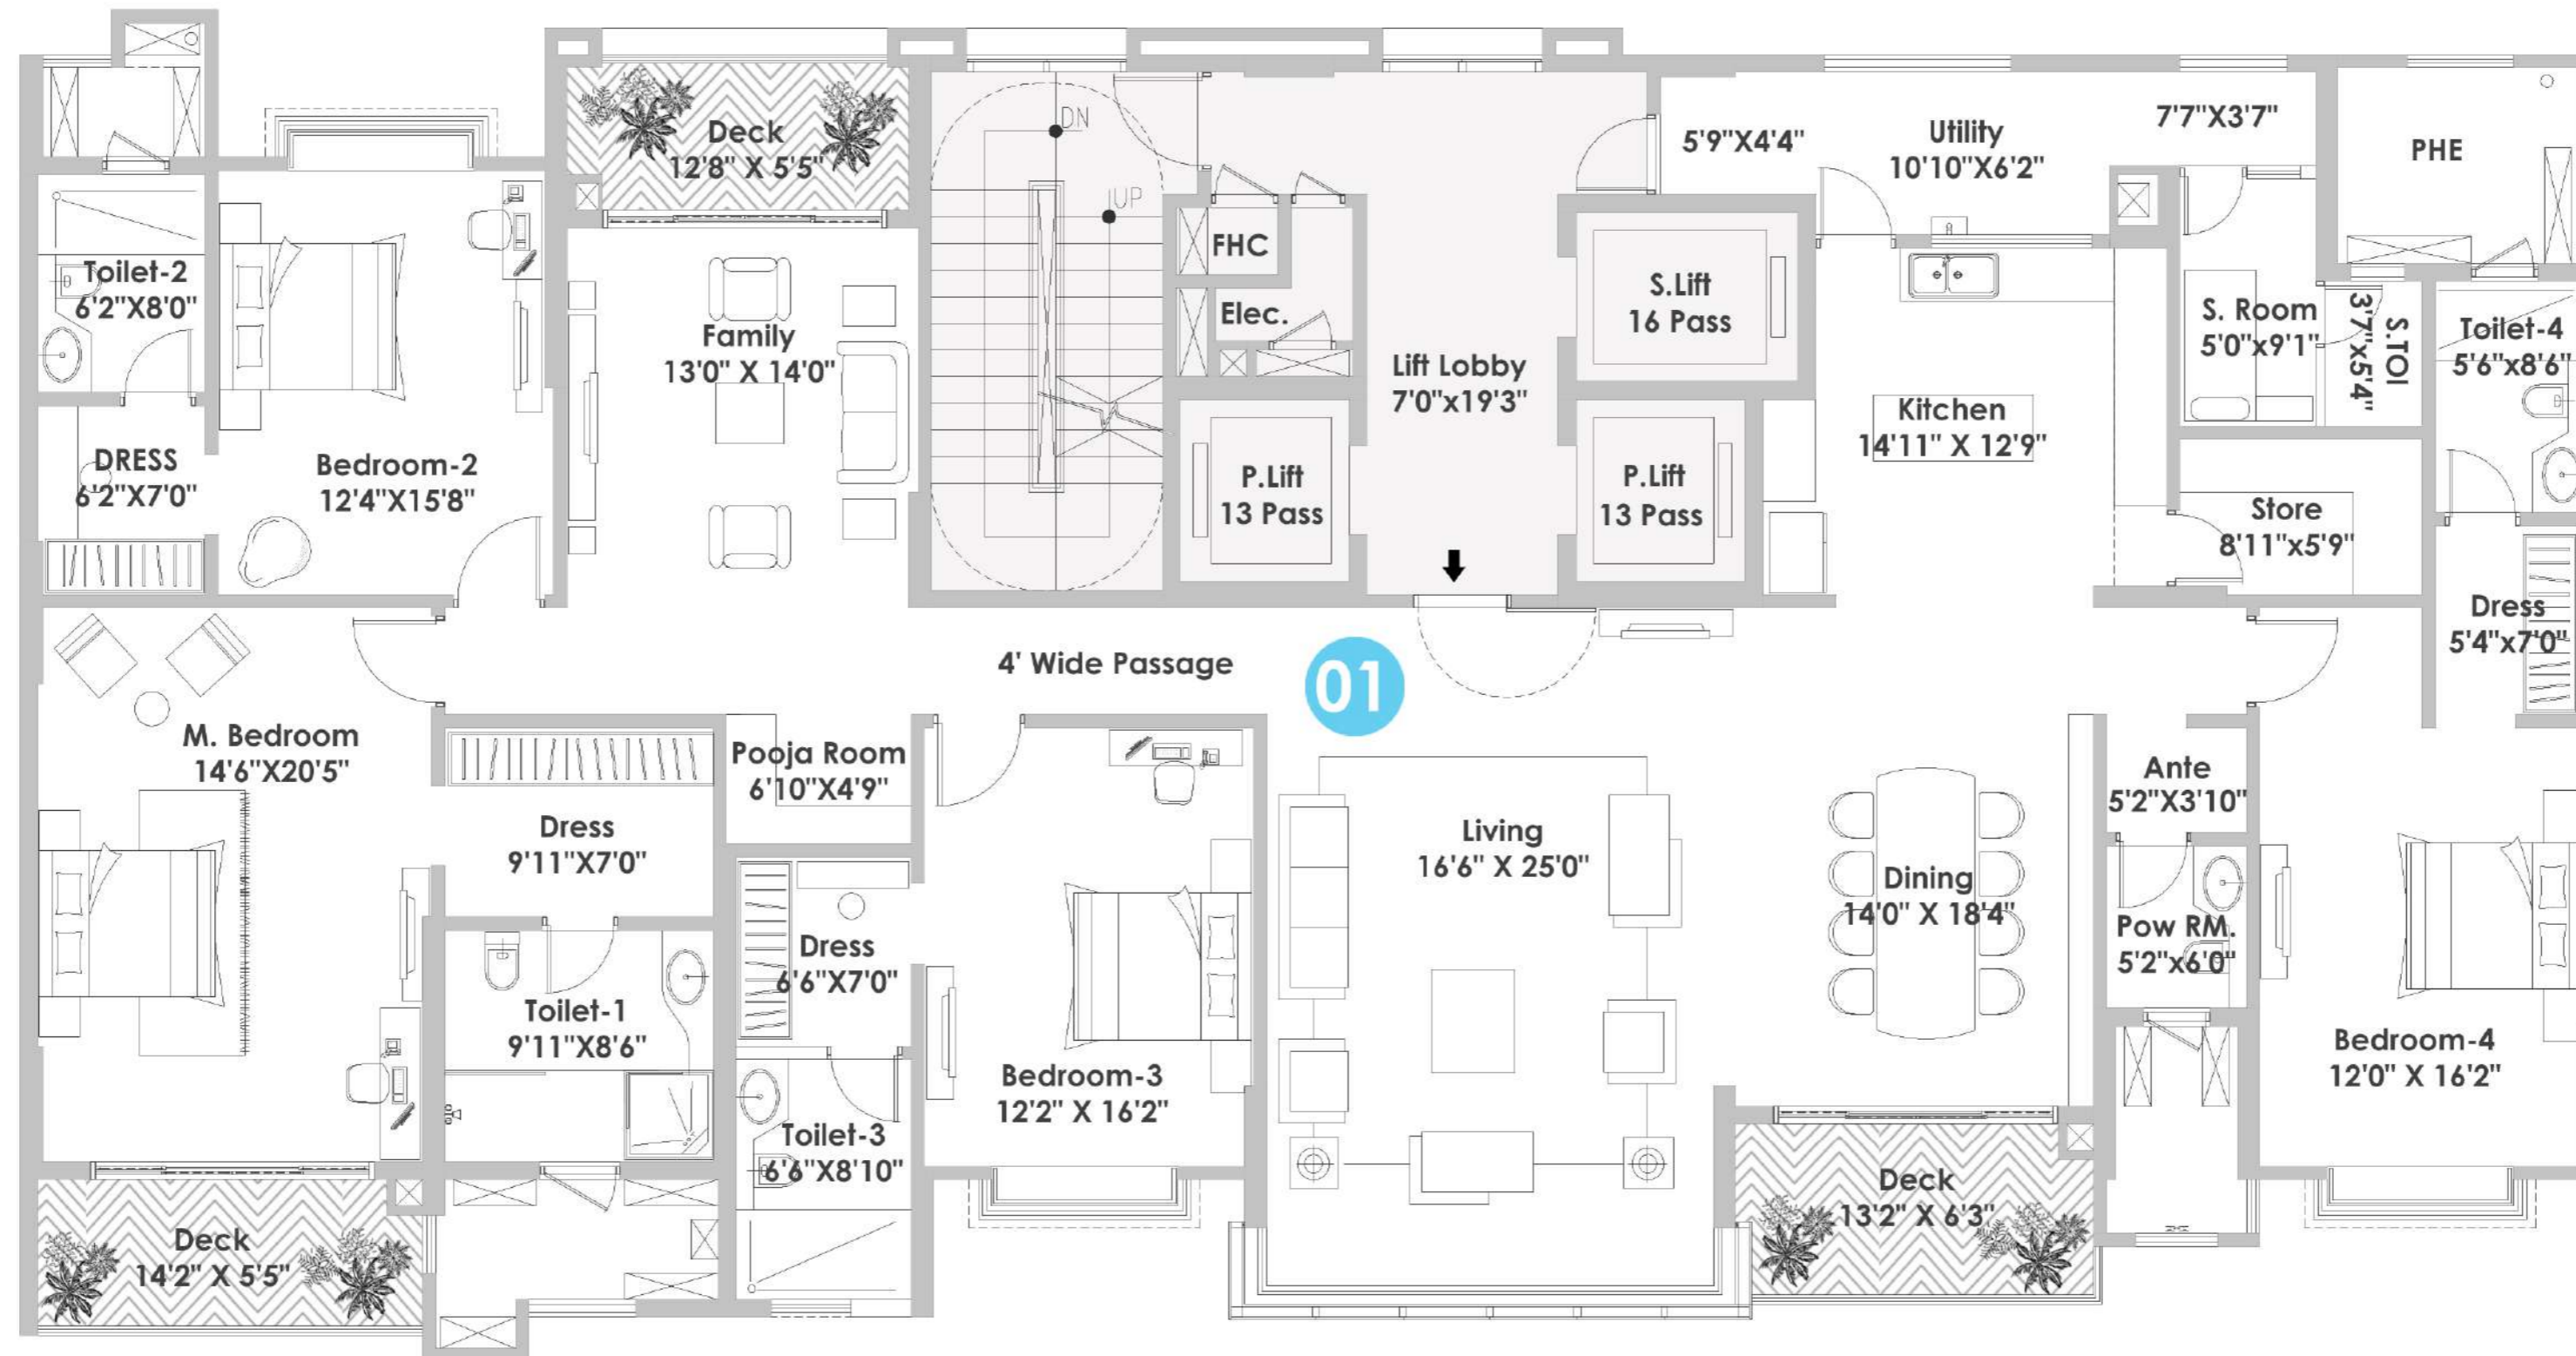 DN
UP
Deck
12'8" X 5'5"
5'9"X4'4"
Utility
10'10"X6'2"
7'7"X3'7"
PHE
Toilet-2
6'2"X8'0"
Family
13'0" X 14'0"
FHC
Elec.
Lift Lobby
7'0"x19'3"
S.Lift
16 Pass
S. Room
5'0"x9'1"
S.TOI
3'7"x5'4"
Toilet-4
5'6"x8'6"
DRESS
6'2"X7'0"
Bedroom-2
12'4"X15'8"
P.Lift
13 Pass
P.Lift
13 Pass
Kitchen
14'11" X 12'9"
Store
8'11"x5'9"
Dress
5'4"x7'0"
4' Wide Passage
01
M. Bedroom
14'6"X20'5"
Pooja Room
6'10"X4'9"
Dress
9'11"X7'0"
Living
16'6" X 25'0"
Dining
14'0" X 18'4"
Ante
5'2"X3'10"
Pow RM.
5'2"x6'0"
Dress
6'6"X7'0"
Toilet-1
9'11"X8'6"
Bedroom-3
12'2" X 16'2"
Bedroom-4
12'0" X 16'2"
Toilet-3
6'6"X8'10"
Deck
14'2" X 5'5"
Deck
13'2" X 6'3"